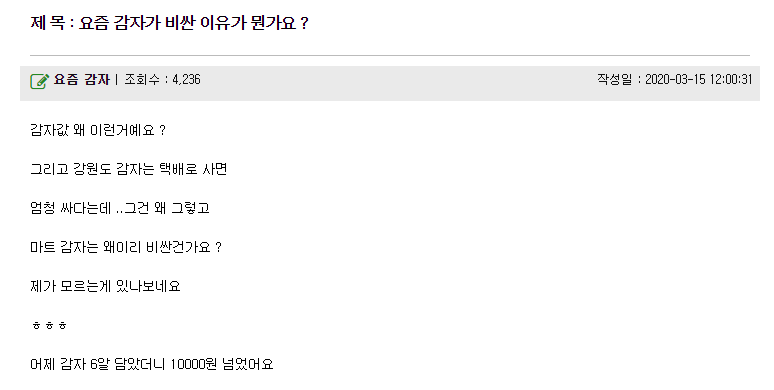 제 목 : 요즘 감자가 비싼 이유가 뭔가요 ?
요즘 감자 | 조회수 : 4,236 작성일 : 2020-03-15 12:00:31
감자값 왜 이런거예요 ?
그리고 강원도 감자는 택배로 사면
엄청 싸다는데 ..그건 왜 그렇고
마트 감자는 왜이리 비싼건가요 ?
제가 모르는게 있나보네요
ㅎㅎㅎ
어제 감자 6알 담았더니 10000원 넘었어요